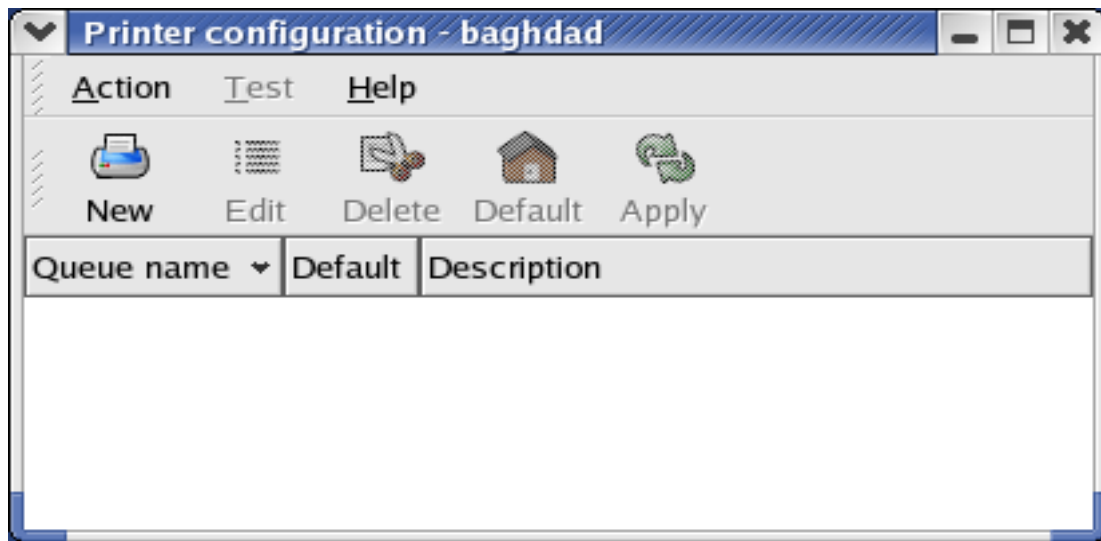 Printer configuration - baghdad
Action Test Help
New Edit Delete Default Apply
Queue name Default Description